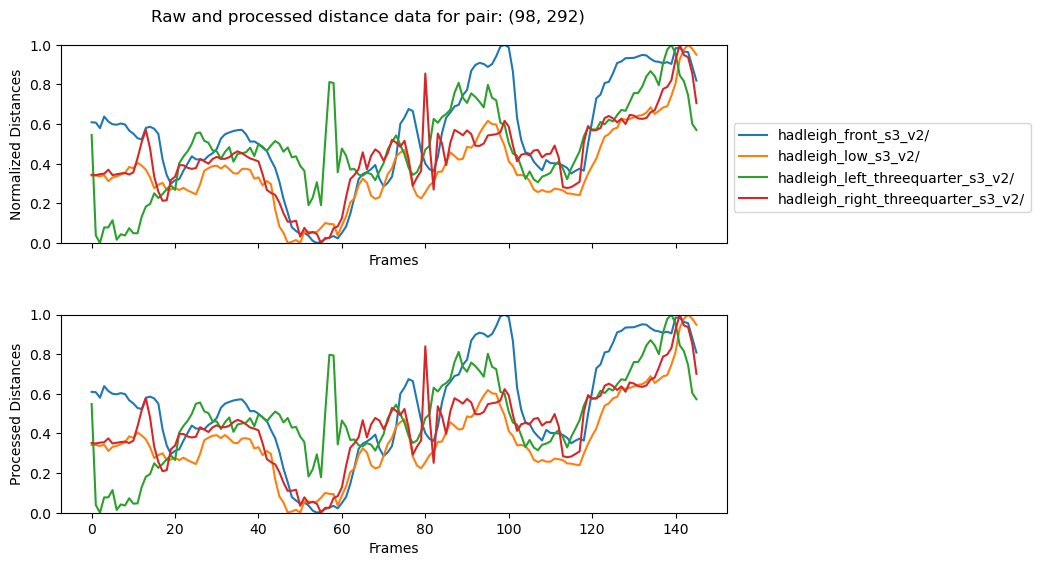 Raw and processed distance data for pair: (98, 292)
Normalized Distances
1.0
0.8
0.6
0.4
0.2
0.0
Frames
hadleigh_front_s3_v2/
hadleigh_low_s3_v2/
hadleigh_left_threequarter_s3_v2/
hadleigh_right_threequarter_s3_v2/
Processed Distances
1.0
0.8
0.6
0.4
0.2
0.0
0 20 40 60 80 100 120 140
Frames